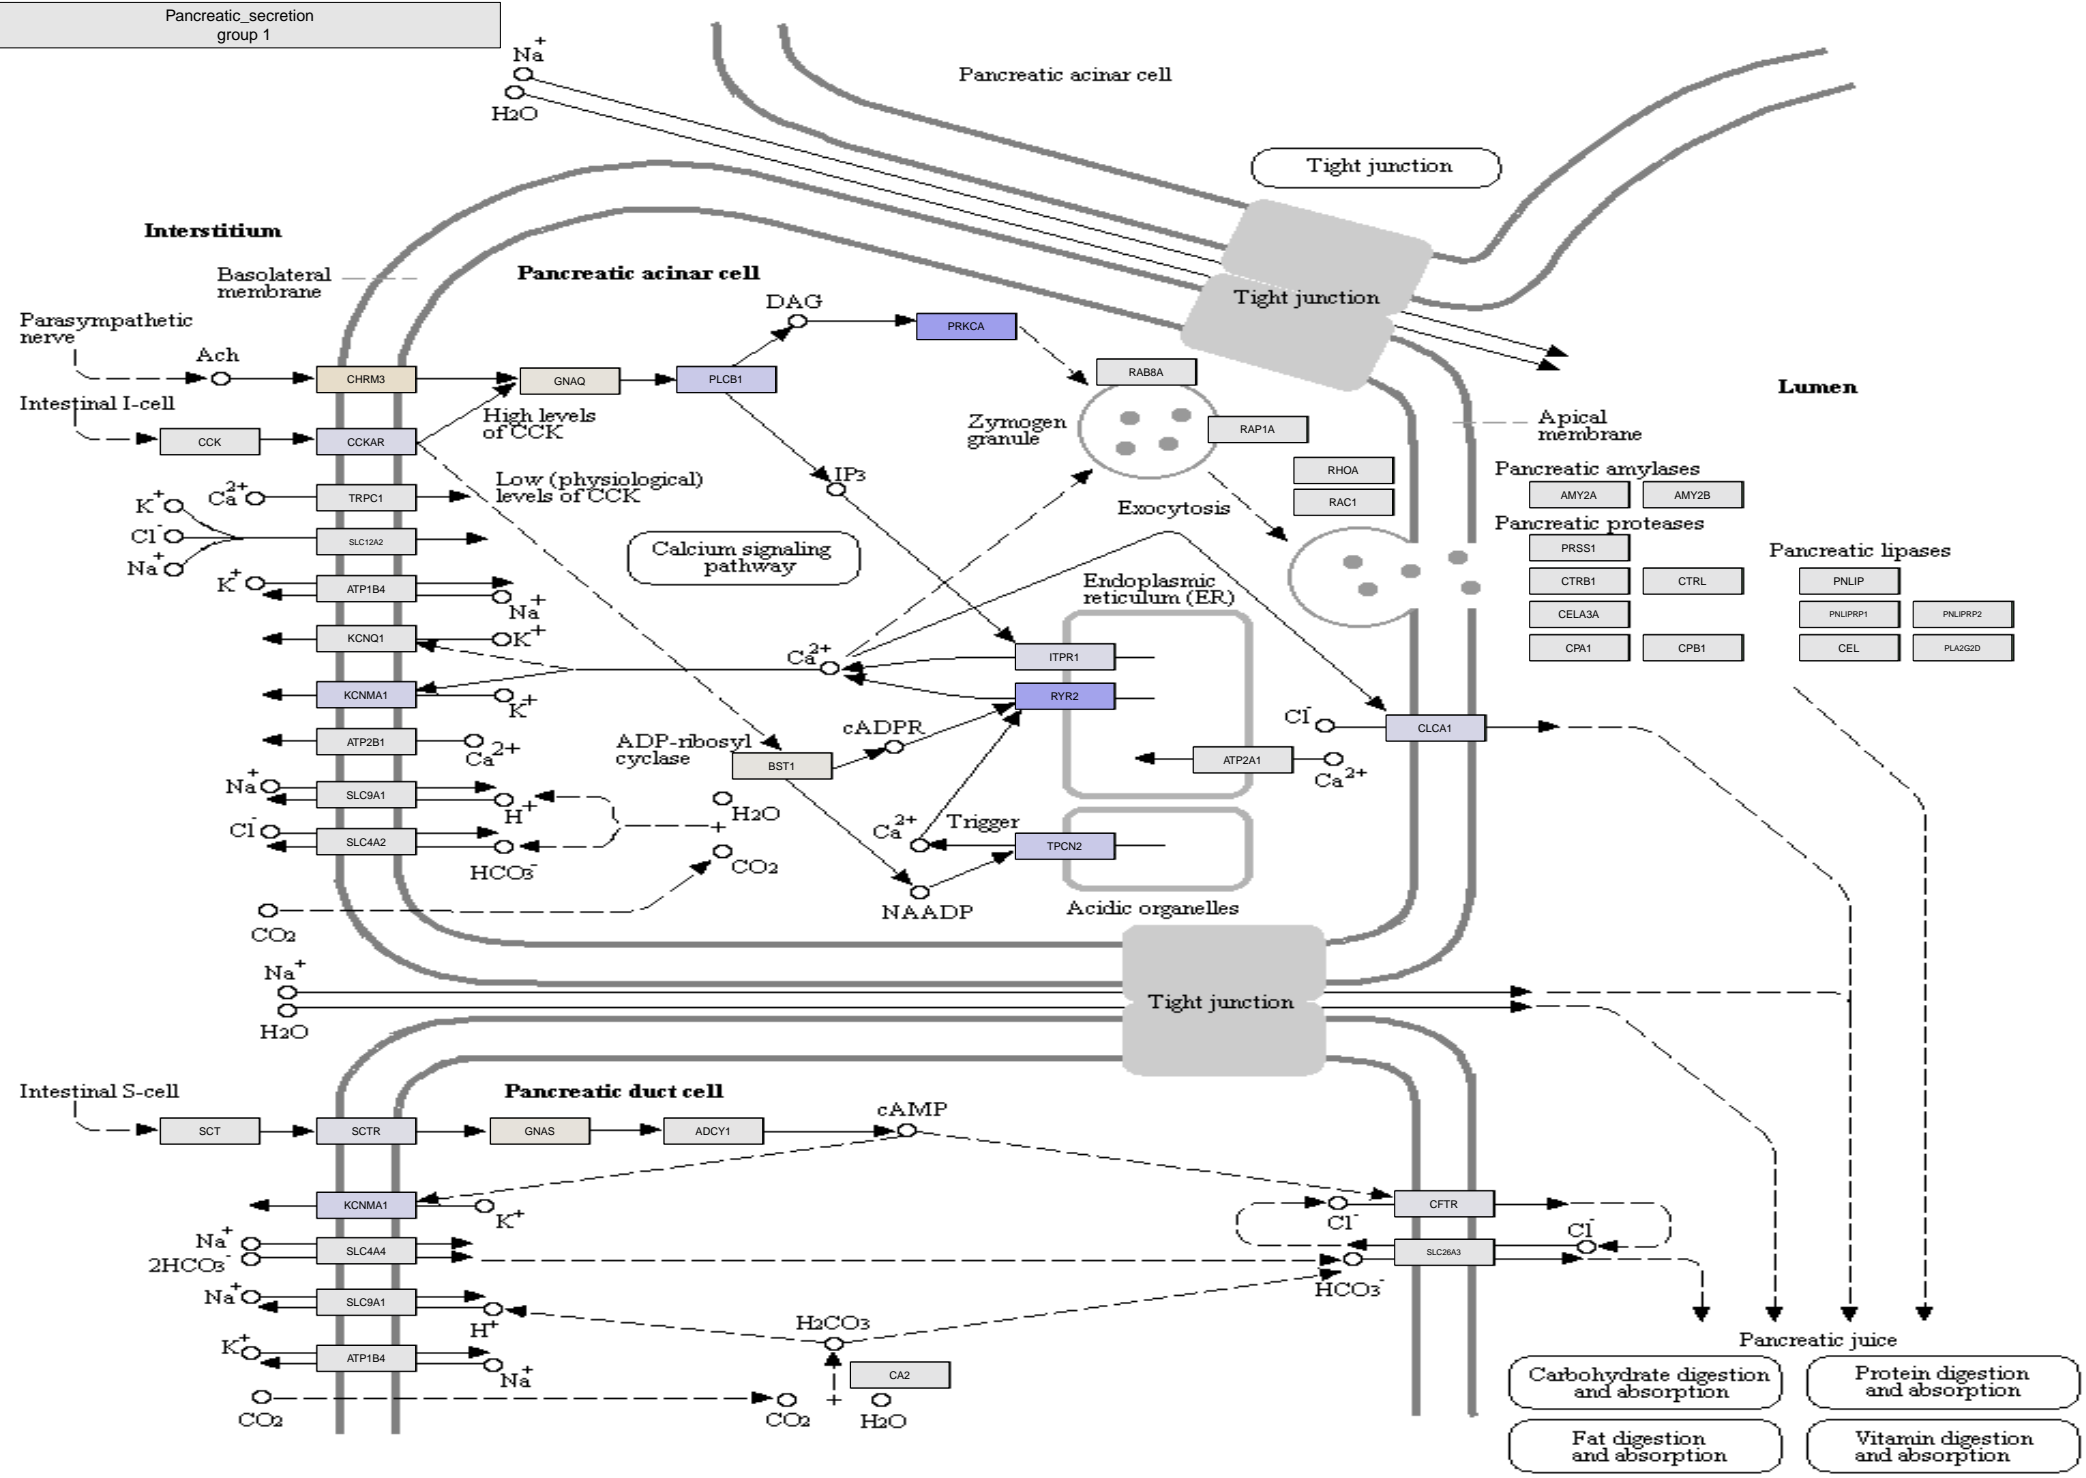 Pancreatic_secretion
group 1
Na+
H2O
Pancreatic acinar cell
Tight junction
Interstitium
Basolateral
membrane
Pancreatic acinar cell
Tight junction
Parasympathetic
nerve
Ach
DAG
PRKCA
CHRM3
GNAQ
PLCB1
RAB8A
Lumen
Intestinal I-cell
High levels
of CCK
Zymogen
granule
RAP1A
Apical
membrane
CCK
CCKAR
Low (physiological)
levels of CCK
IP3
RHOA
RAC1
Pancreatic amylases
AMY2A
AMY2B
K+
Ca2+
TRPC1
Cl-
SLC12A2
Na+
Exocytosis
Pancreatic proteases
PRSS1
Pancreatic lipases
Calcium signaling
pathway
Endoplasmic
reticulum (ER)
CTRB1
CTRL
PNLIP
K+
ATP1B4
Na+
CELA3A
PNLIPRP1
PNLIPRP2
KCNQ1
K+
CPA1
CPB1
CEL
PLA2G2D
Ca2+
ITPR1
KCNMA1
K+
RYR2
ATP2B1
Ca2+
ADP-ribosyl
cyclase
cADPR
Cl-
CLCA1
BST1
ATP2A1
Ca2+
Na+
SLC9A1
H+
H2O
+
Cl-
SLC4A2
HCO3-
CO2
Ca2+
Trigger
TPCN2
NAADP
Acidic organelles
CO2
Na+
H2O
Tight junction
Intestinal S-cell
Pancreatic duct cell
SCT
SCTR
GNAS
ADCY1
cAMP
KCNMA1
K+
CFTR
Cl-
Cl-
Na+
2HCO3-
SLC4A4
SLC26A3
HCO3-
Na+
SLC9A1
H+
H2CO3
K+
ATP1B4
Na+
CA2
CO2
CO2
+
H2O
Pancreatic juice
Carbohydrate digestion
and absorption
Protein digestion
and absorption
Fat digestion
and absorption
Vitamin digestion
and absorption